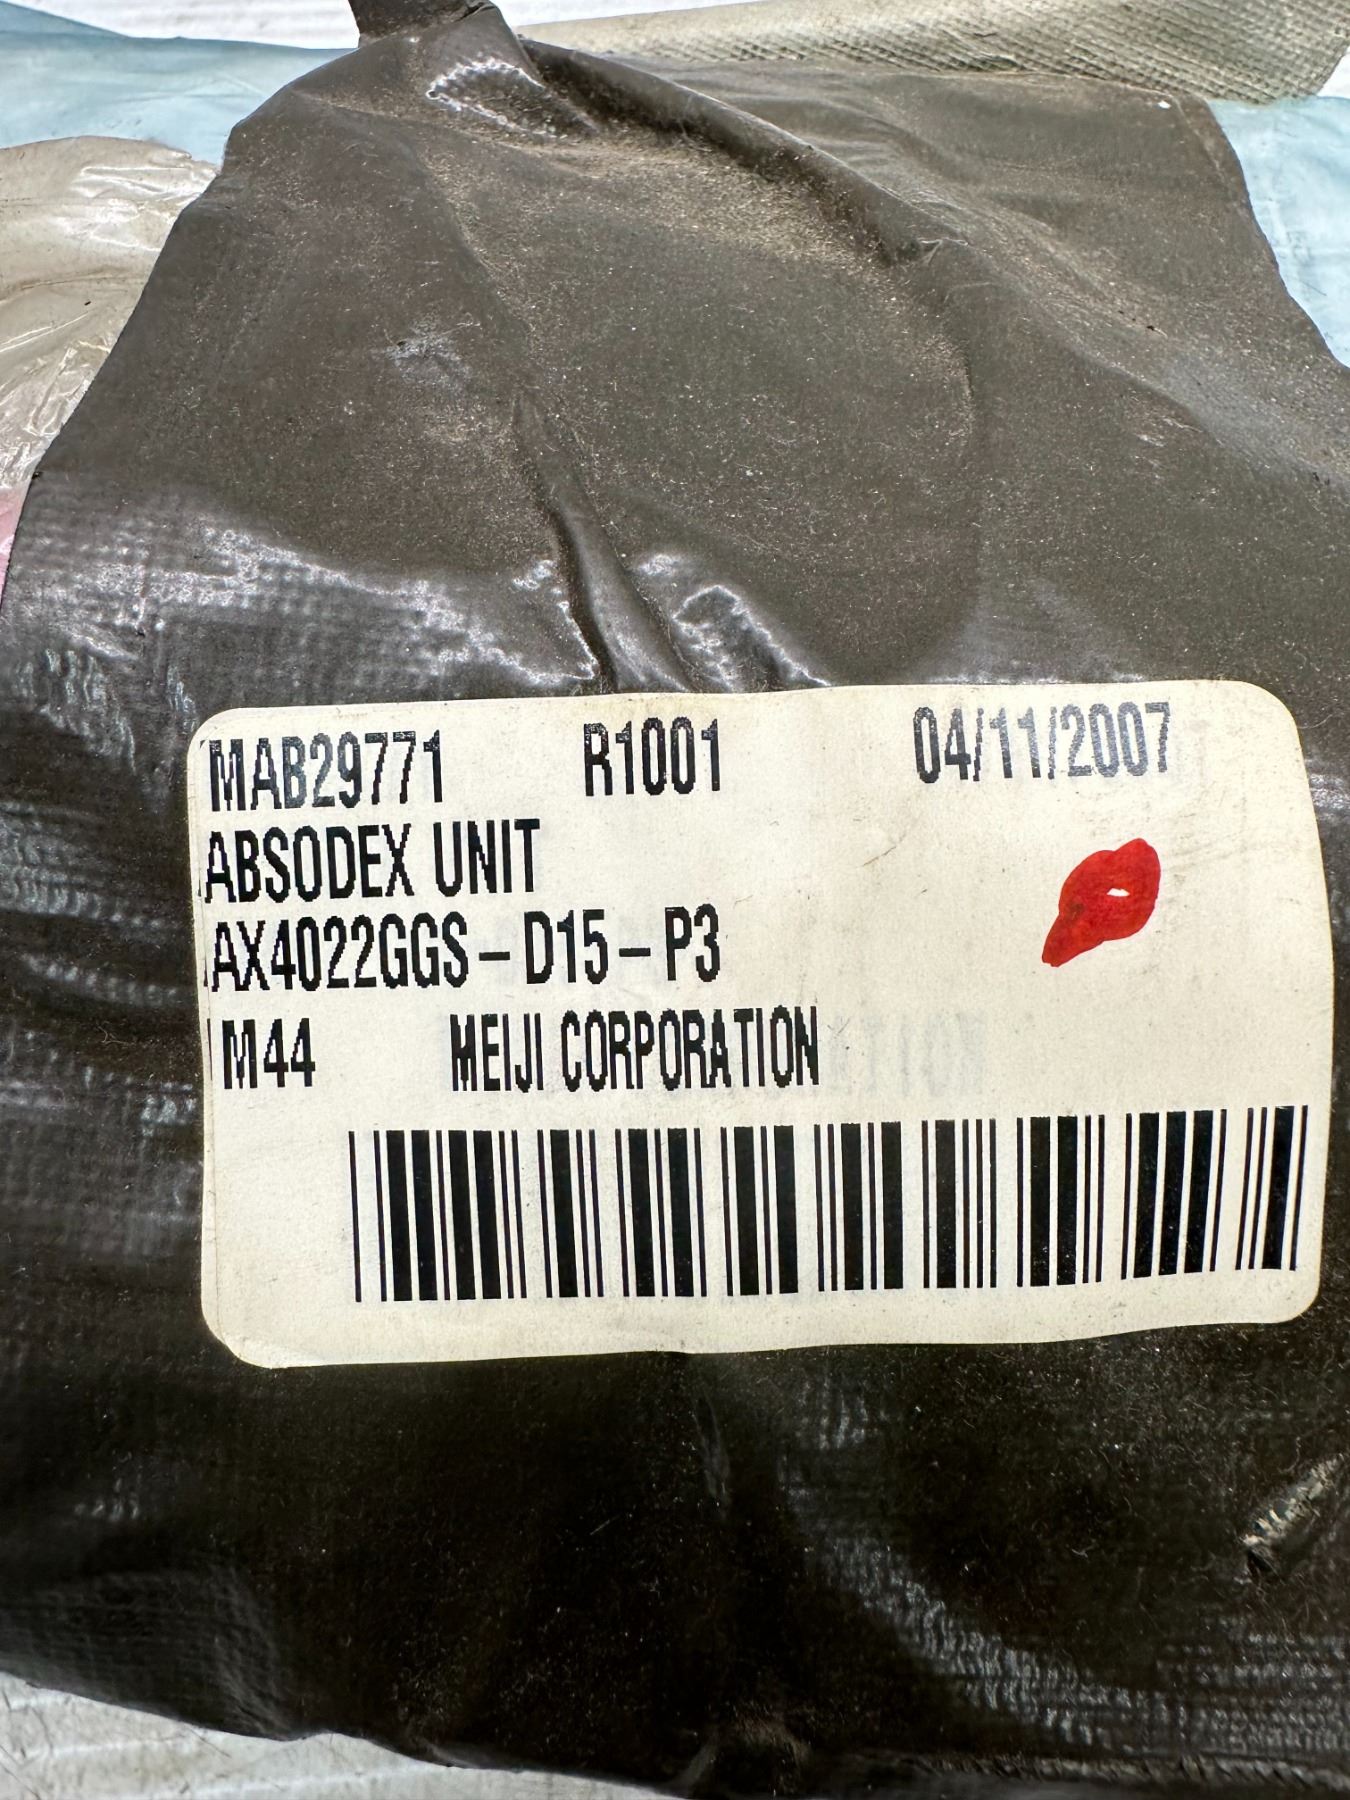 MAB29771 R1001 04/11/2007
ABSODEX UNIT
AX4022GGS-D15-P3
M44 MEIJI CORPORATION